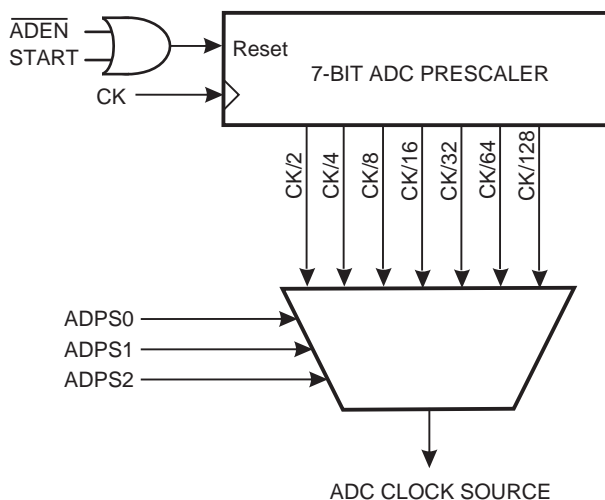 ADEN
START
Reset
7-BIT ADC PRESCALER
CK
CK/2
CK/4
CK/8
CK/16
CK/32
CK/64
CK/128
ADPS0
ADPS1
ADPS2
ADC CLOCK SOURCE